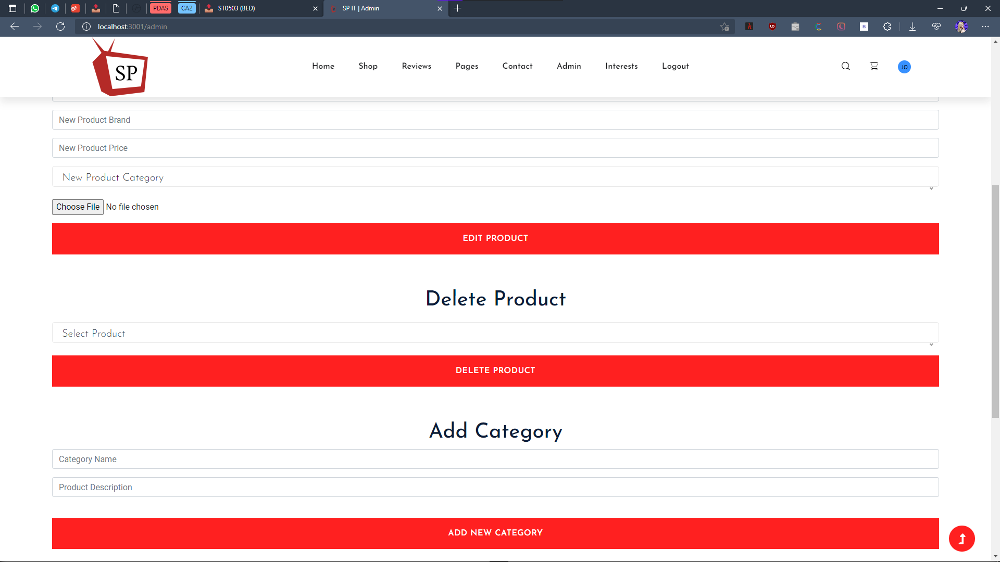 PDAS
CA2
ST0503 (BED)
SP IT | Admin
localhost:3001/admin
SP
Home
Shop
Reviews
Pages
Contact
Admin
Interests
Logout
JO
New Product Brand
New Product Price
New Product Category
Choose File No file chosen
EDIT PRODUCT
Delete Product
Select Product
DELETE PRODUCT
Add Category
Category Name
Product Description
ADD NEW CATEGORY